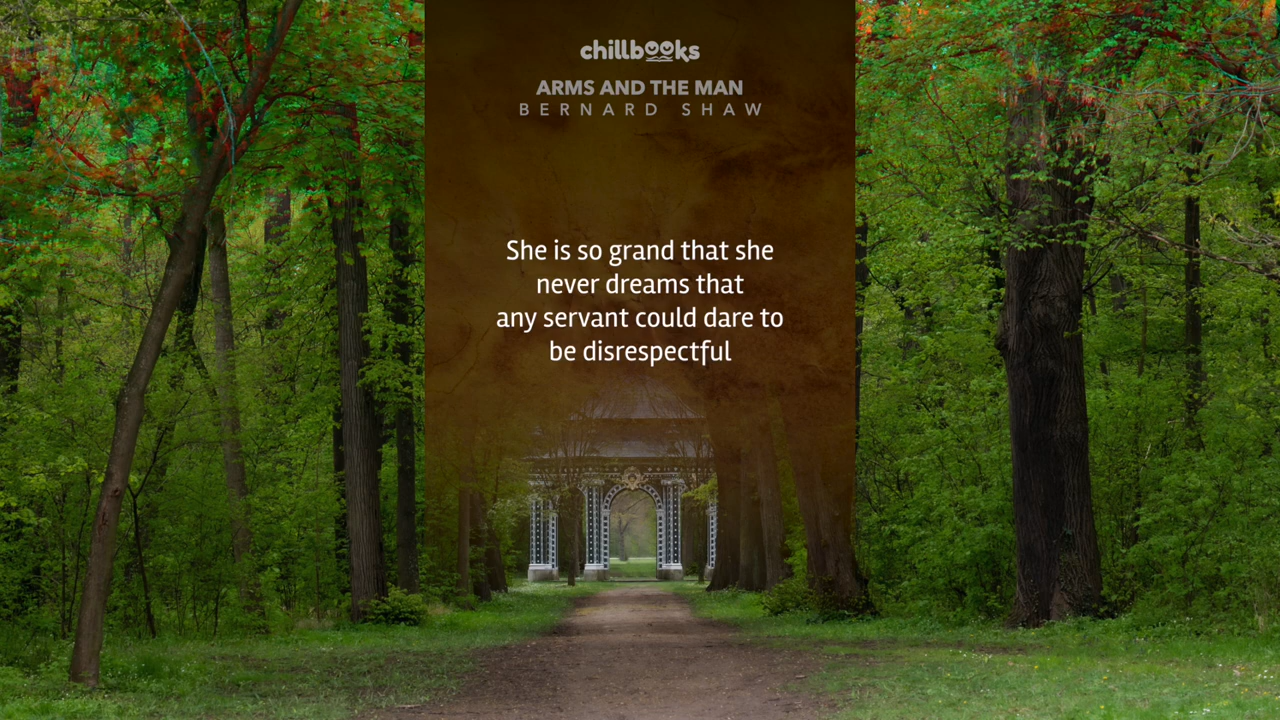 chillbooks
ARMS AND THE MAN
BERNARD SHAW
She is so grand that she
never dreams that
any servant could dare to
be disrespectful